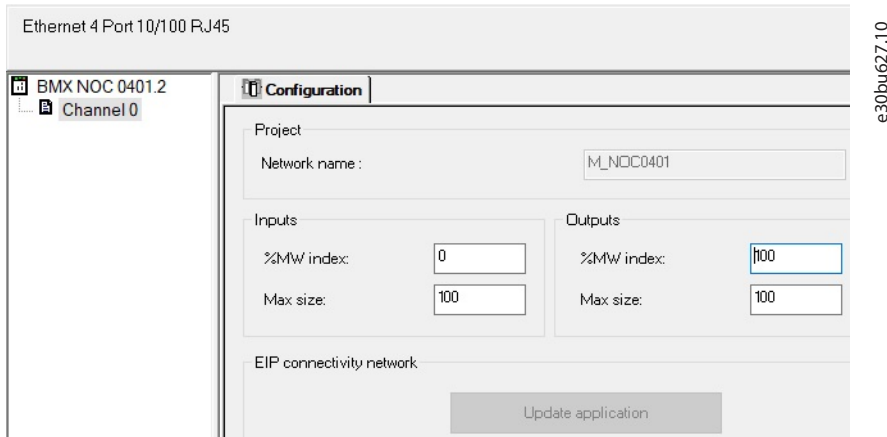 Ethernet 4 Port 10/100 RJ45
e30bu627.10
BMX NOC 0401.2
Channel 0
Configuration
Project
Network name :
M_NOC0401
Inputs
%MW index:
0
Max size:
100
Outputs
%MW index:
100
Max size:
100
EIP connectivity network
Update application